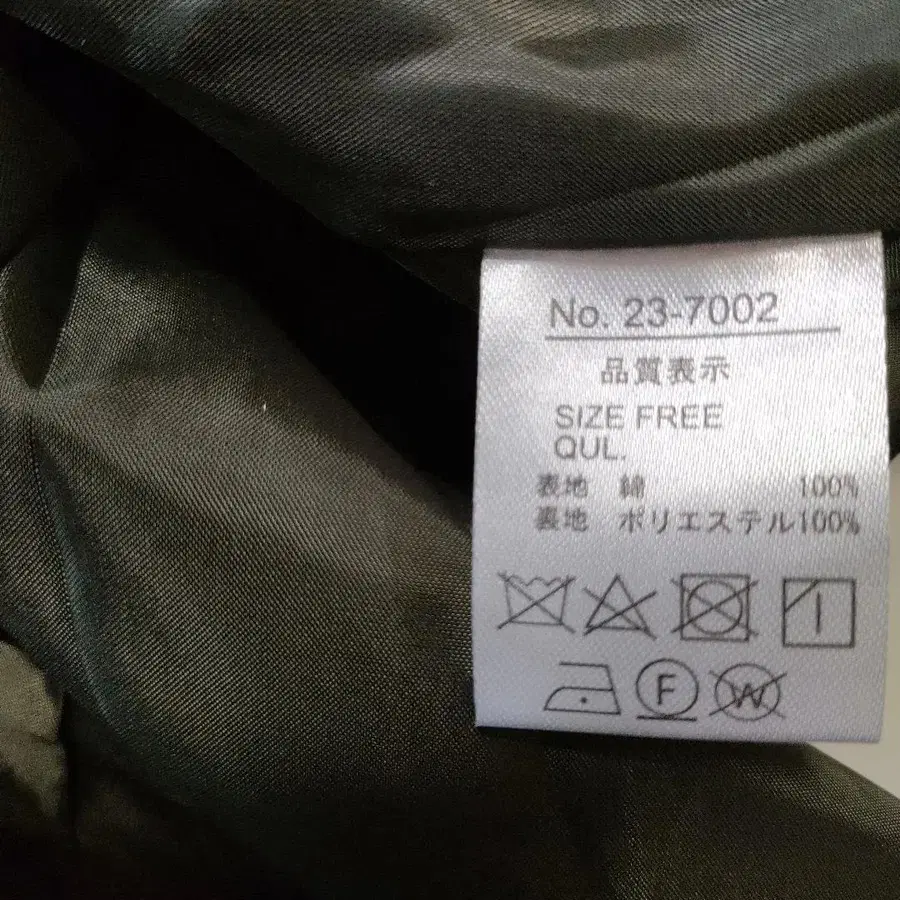 No. 23-7002
品質表示
SIZE FREE
QUL.
表地 綿 100%
裏地 ポリエステル100%
F W